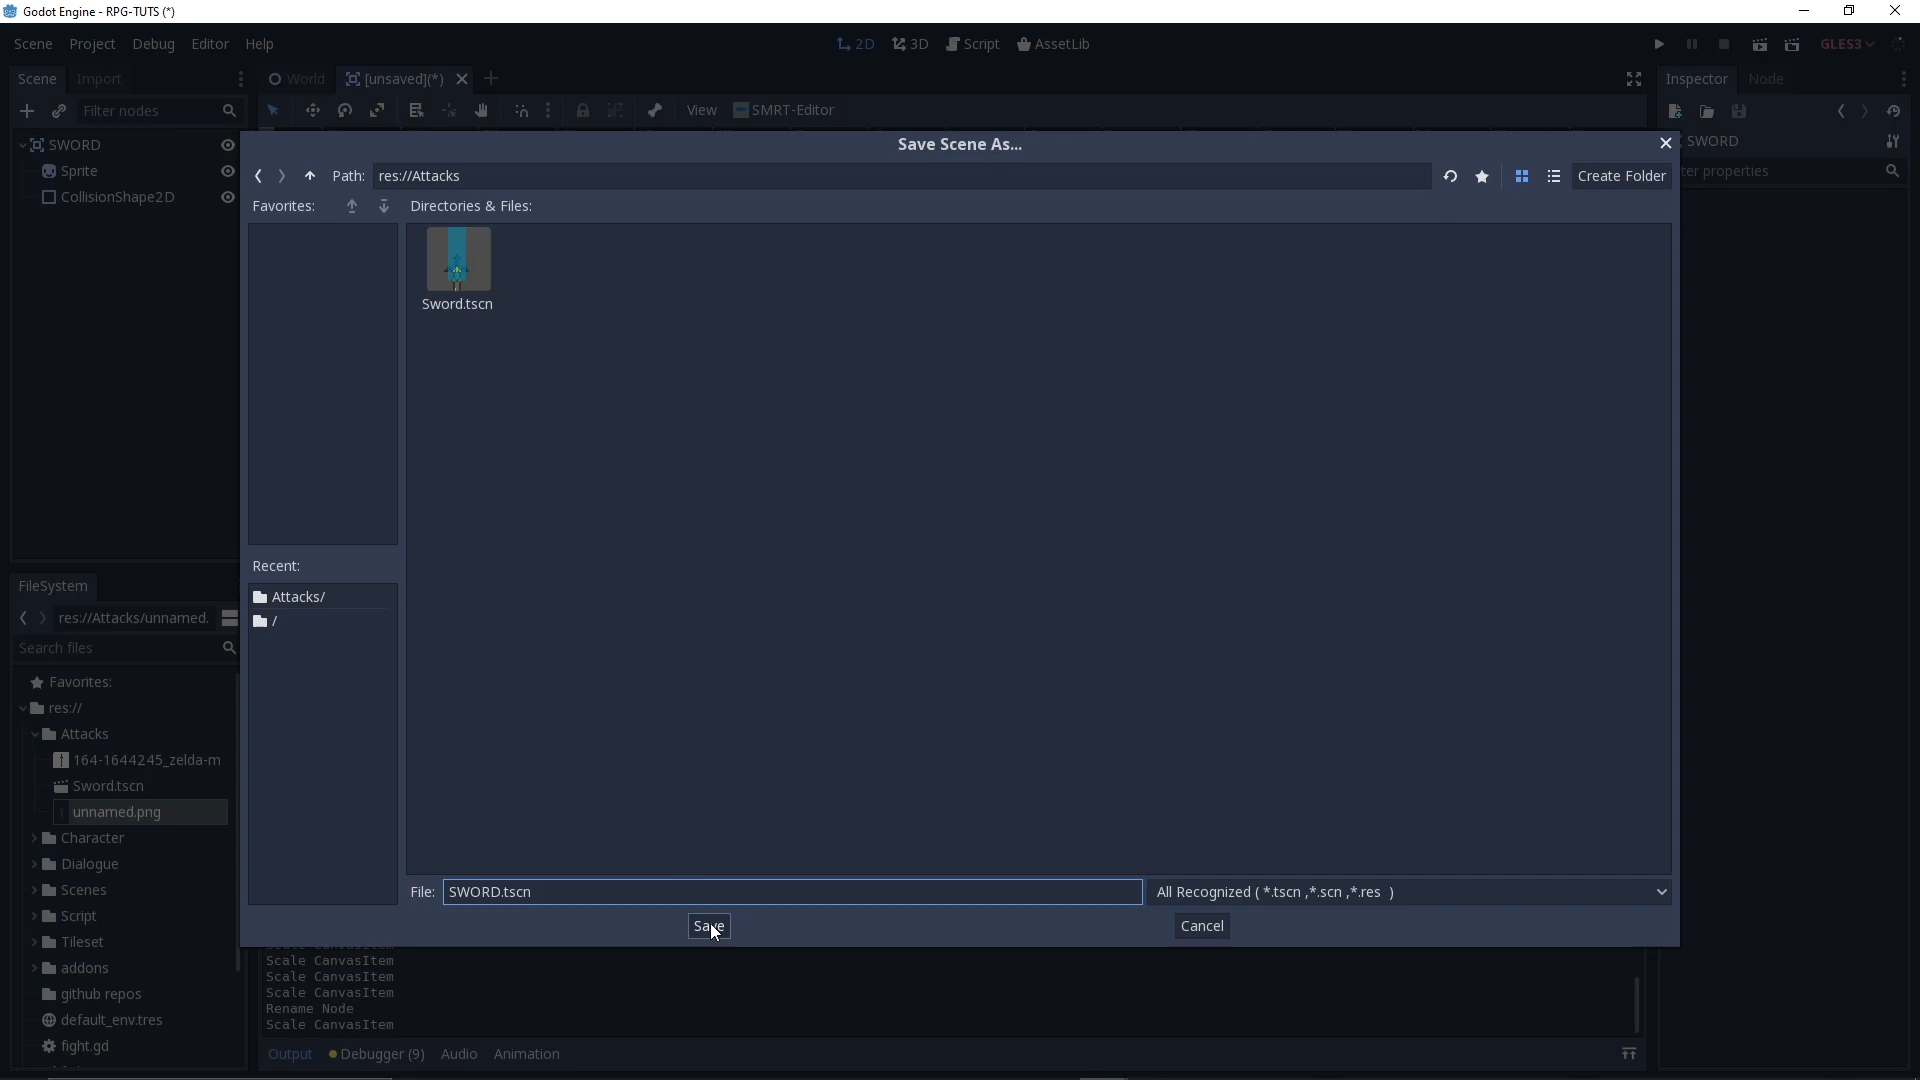 Godot Engine - RPG-TUTS (*)
Scene Project Debug Editor Help
2D 3D Script AssetLib
GLES3
Scene Import
World [unsaved](*)
Inspector Node
Filter nodes
View SMRT-Editor
SWORD
Sprite
CollisionShape2D
SWORD
ter properties
Save Scene As...
Path: res://Attacks
Create Folder
Favorites:
Directories & Files:
Sword.tscn
Recent:
Attacks/
/
File: SWORD.tscn
All Recognized ( *.tscn ,*.scn ,*.res )
Save
Cancel
FileSystem
res://Attacks/unnamed.
Search files
Favorites:
res://
Attacks
164-1644245_zelda-m
Sword.tscn
unnamed.png
Character
Dialogue
Scenes
Script
Tileset
addons
github repos
default_env.tres
fight.gd
Scale CanvasItem
Scale CanvasItem
Scale CanvasItem
Scale CanvasItem
Rename Node
Scale CanvasItem
Output Debugger (9) Audio Animation